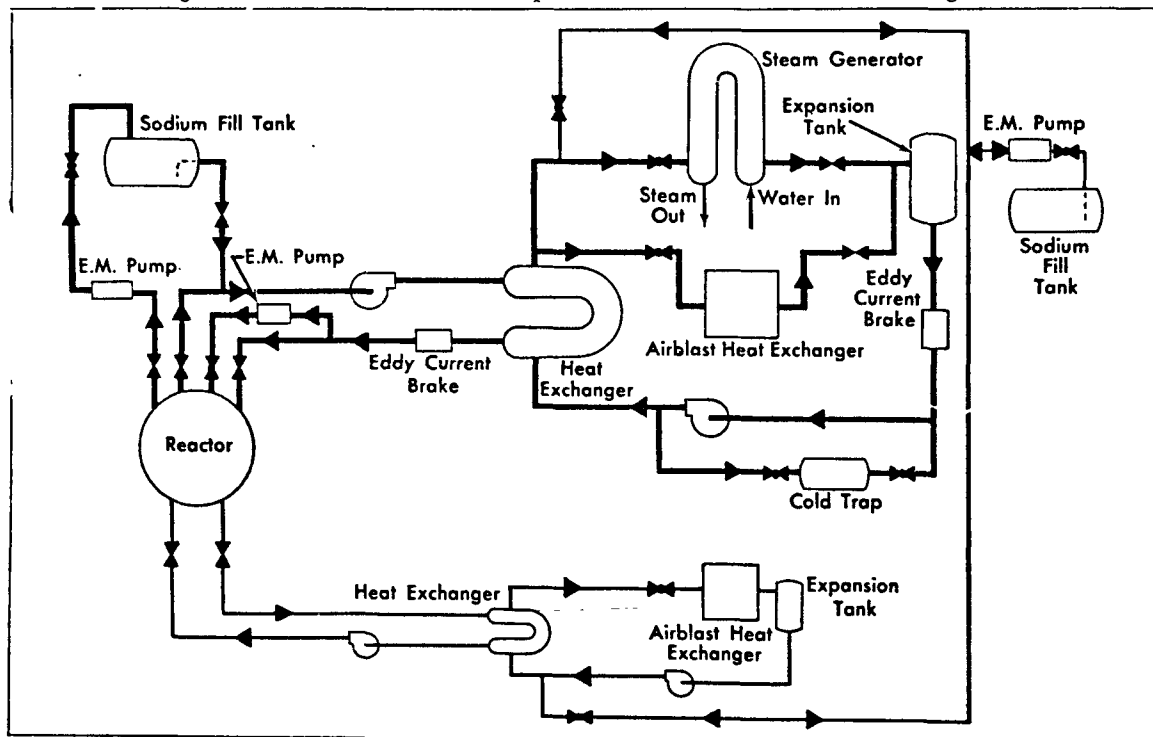 Steam Generator
Sodium Fill Tank
Expansion
Tank
E.M. Pump
Steam
Out
Water In
Sodium
Fill
Tank
E.M. Pump
E.M. Pump
Eddy
Current
Brake
Airblast Heat Exchanger
Eddy Current
Brake
Heat
Exchanger
Reactor
Cold Trap
Heat Exchanger
Expansion
Tank
Airblast Heat
Exchanger